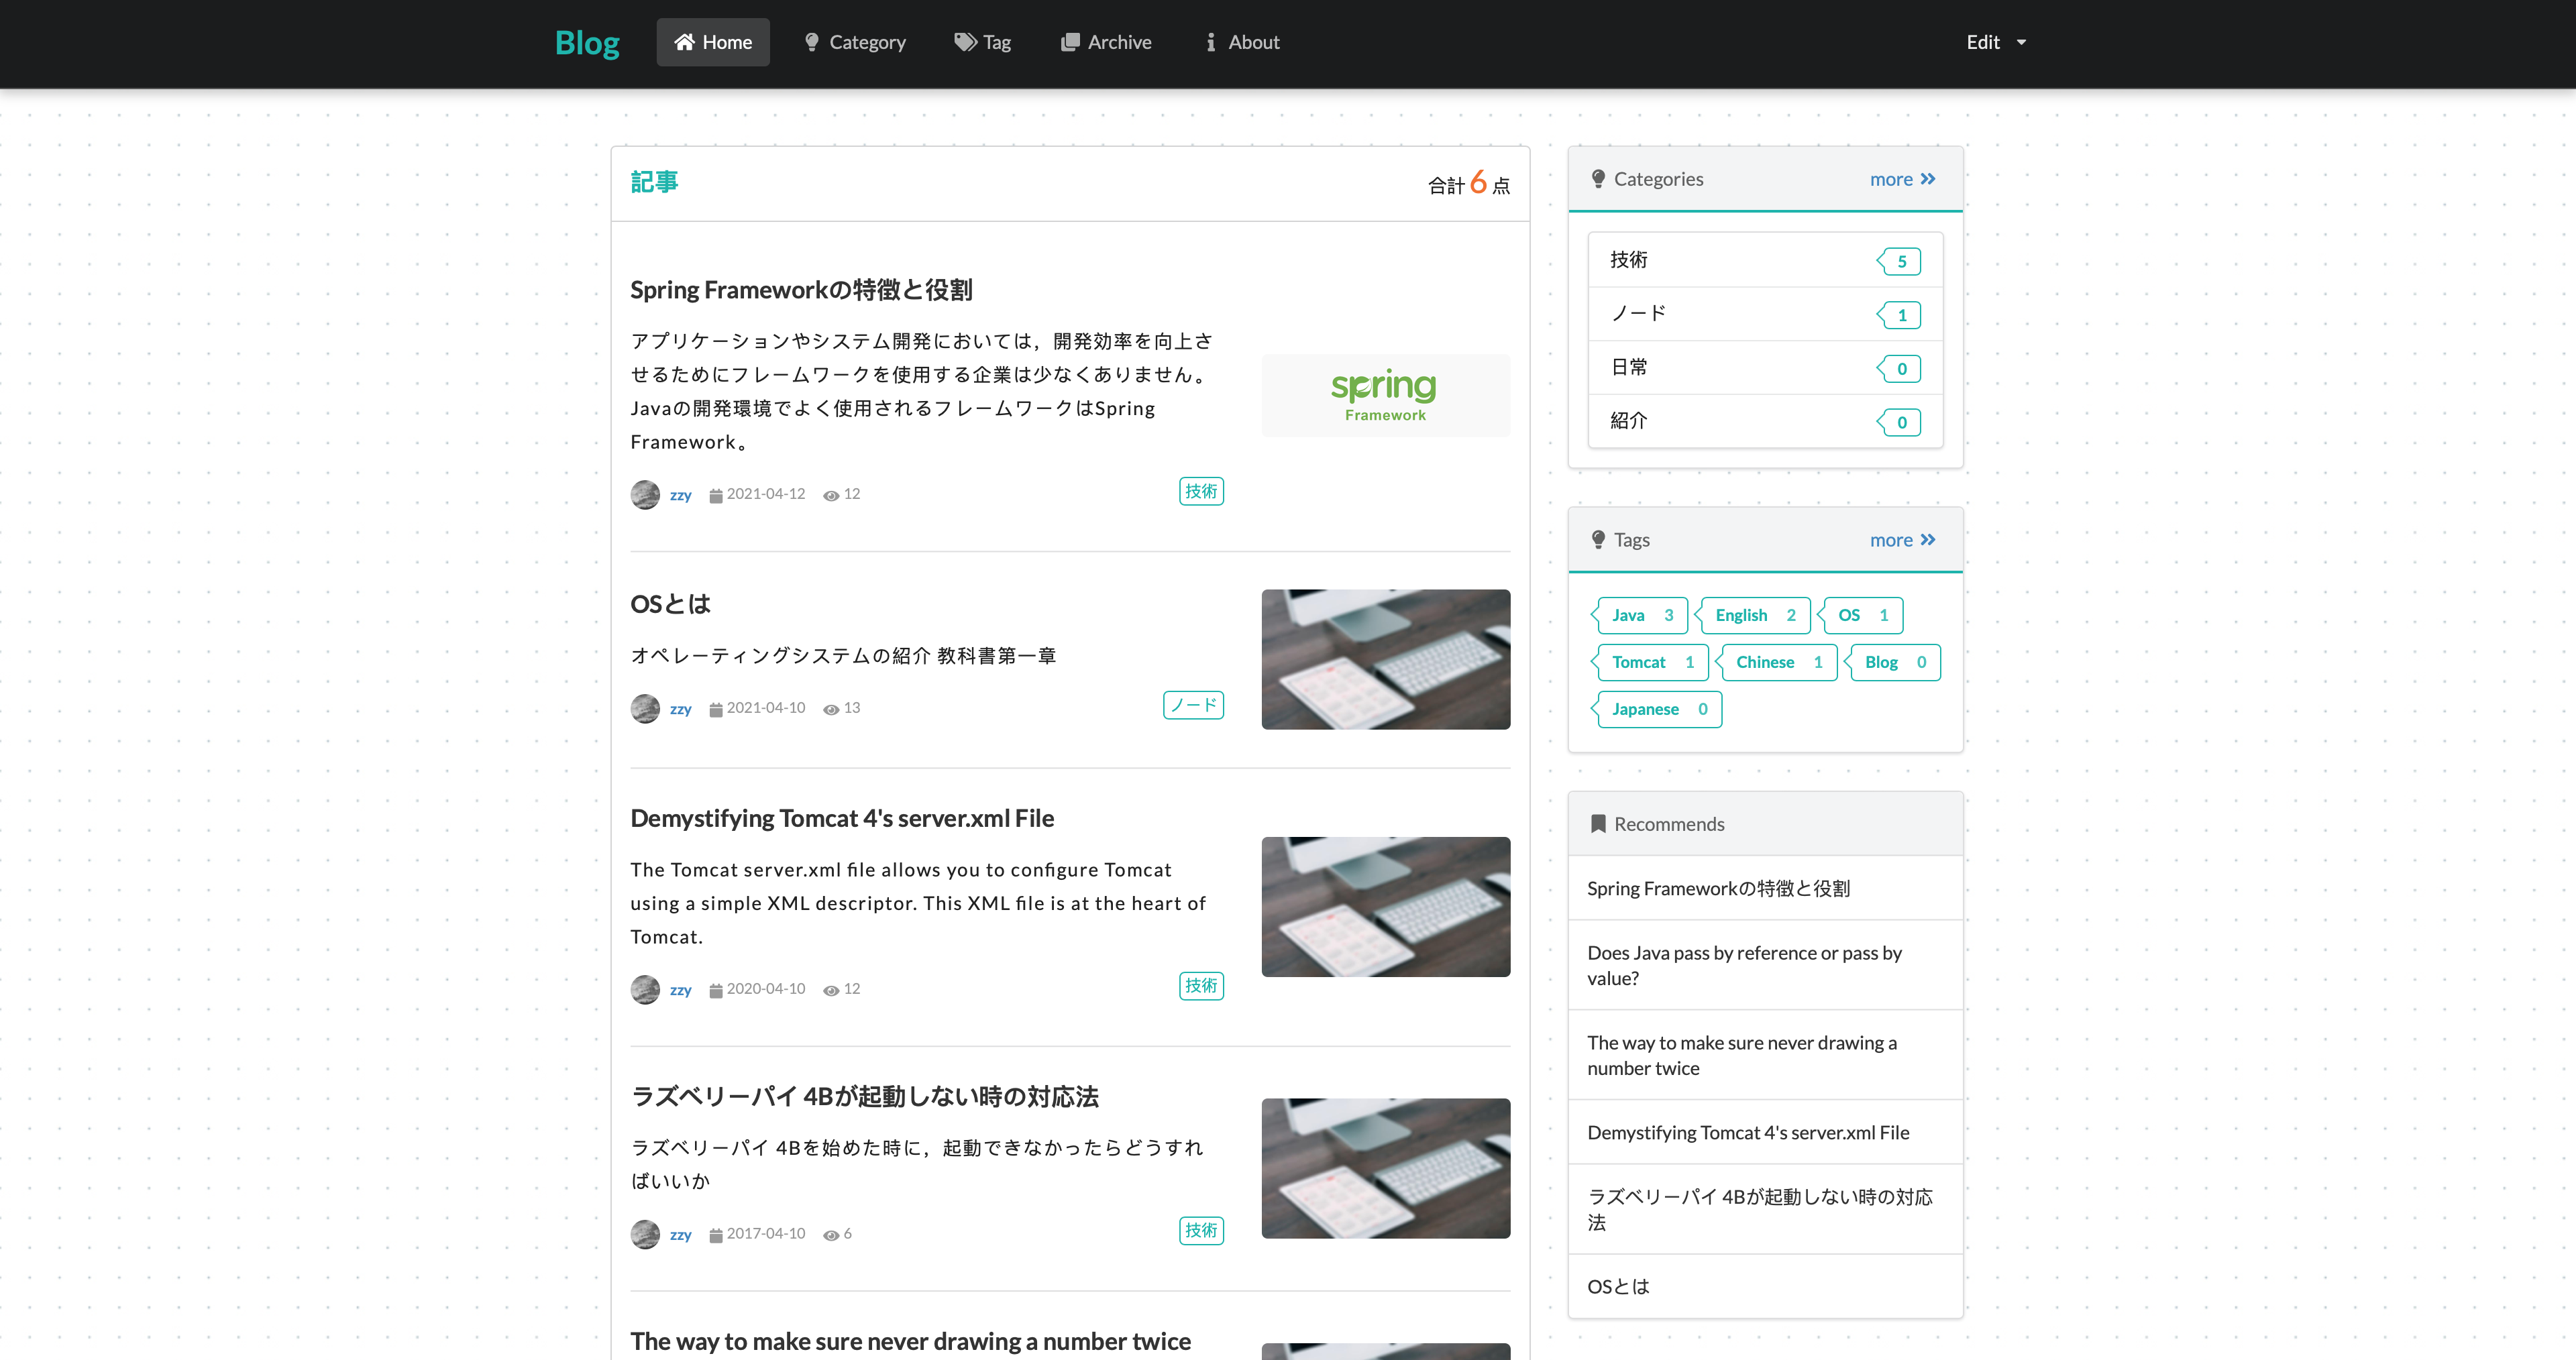 Blog
Home
Category
Tag
Archive
About
Edit
記事
合計 6 点
Spring Frameworkの特徴と役割
アプリケーションやシステム開発においては，開発効率を向上さ
せるためにフレームワークを使用する企業は少なくありません。
Javaの開発環境でよく使用されるフレームワークはSpring
Framework。
zzy 2021-04-12 12
技術
spring
Framework
OSとは
オペレーティングシステムの紹介 教科書第一章
zzy 2021-04-10 13
ノード
Demystifying Tomcat 4's server.xml File
The Tomcat server.xml file allows you to configure Tomcat
using a simple XML descriptor. This XML file is at the heart of
Tomcat.
zzy 2020-04-10 12
技術
ラズベリーパイ 4Bが起動しない時の対応法
ラズベリーパイ 4Bを始めた時に，起動できなかったらどうすれ
ばいいか
zzy 2017-04-10 6
技術
The way to make sure never drawing a number twice
Categories
more
技術 5
ノード 1
日常 0
紹介 0
Tags
more
Java 3 English 2 OS 1
Tomcat 1 Chinese 1 Blog 0
Japanese 0
Recommends
Spring Frameworkの特徴と役割
Does Java pass by reference or pass by
value?
The way to make sure never drawing a
number twice
Demystifying Tomcat 4's server.xml File
ラズベリーパイ 4Bが起動しない時の対応
法
OSとは